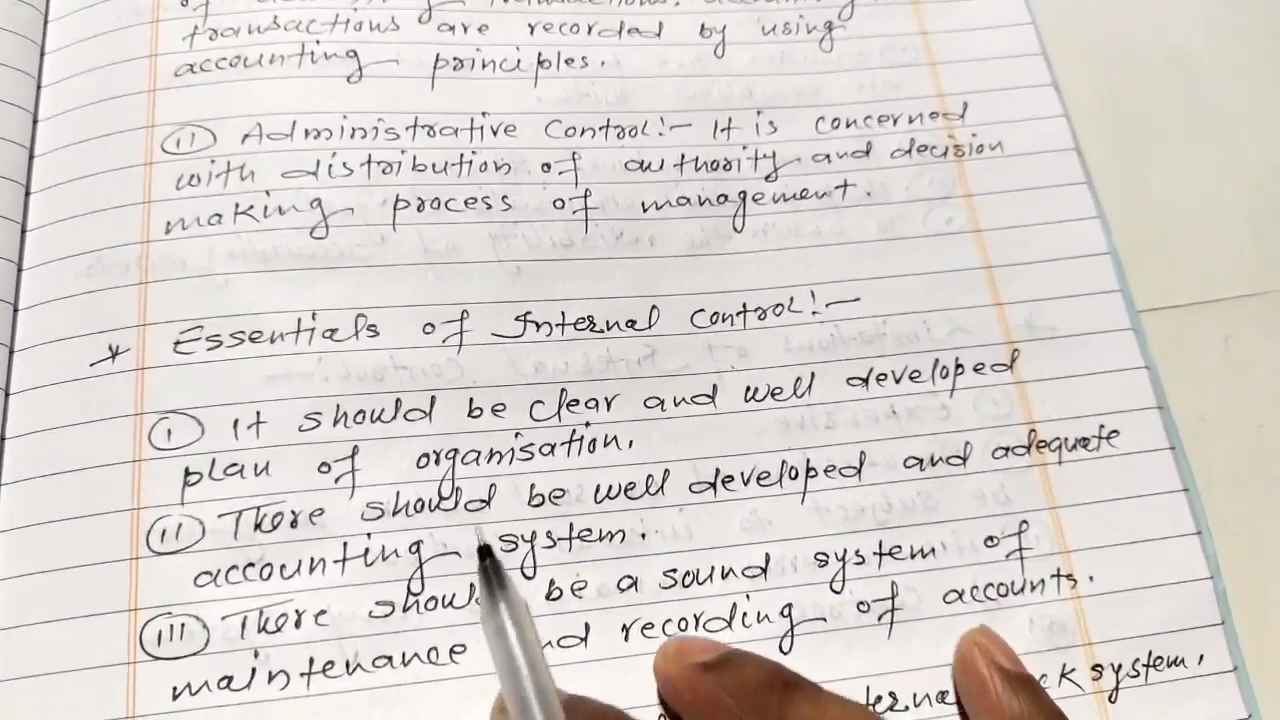 transactions are recorded by using
accounting principles.
(ii) Administrative Control:- It is concerned
with distribution of authority and decision
making process of management.
* Essentials of Internal Control:-
(i) It should be clear and well developed
plan of organisation.
(ii) There should be well developed and adequate
accounting system.
(iii) There should be a sound system of
maintenance and recording of accounts.
system.